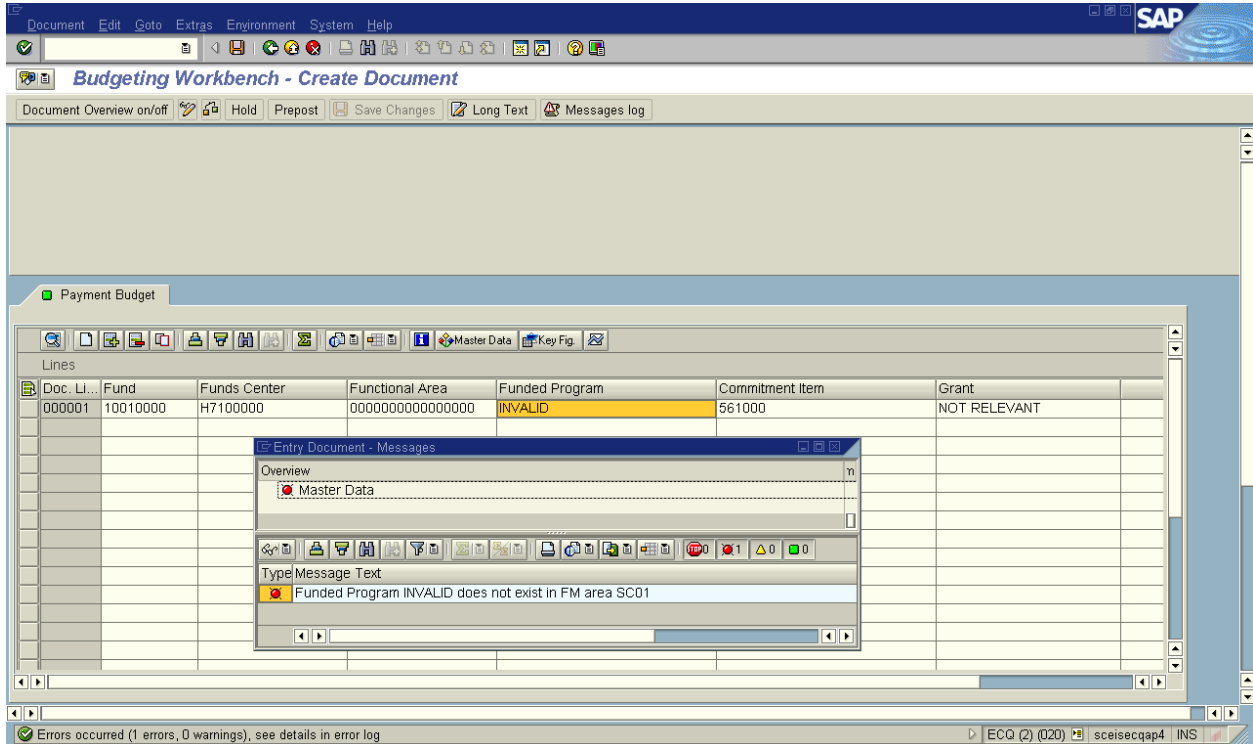 Document Edit Goto Extras Environment System Help
SAP
Budgeting Workbench - Create Document
Document Overview on/off Hold Prepost Save Changes Long Text Messages log
Payment Budget
Master Data Key Fig.
Lines
Doc. Li... Fund Funds Center Functional Area Funded Program Commitment Item Grant
000001 10010000 H7100000 0000000000000000 INVALID 561000 NOT RELEVANT
Entry Document - Messages
Overview n
Master Data
STOP 0 1 0 0
Type Message Text
Funded Program INVALID does not exist in FM area SC01
Errors occurred (1 errors, 0 warnings), see details in error log ECQ (2) (020) sceisecqap4 INS